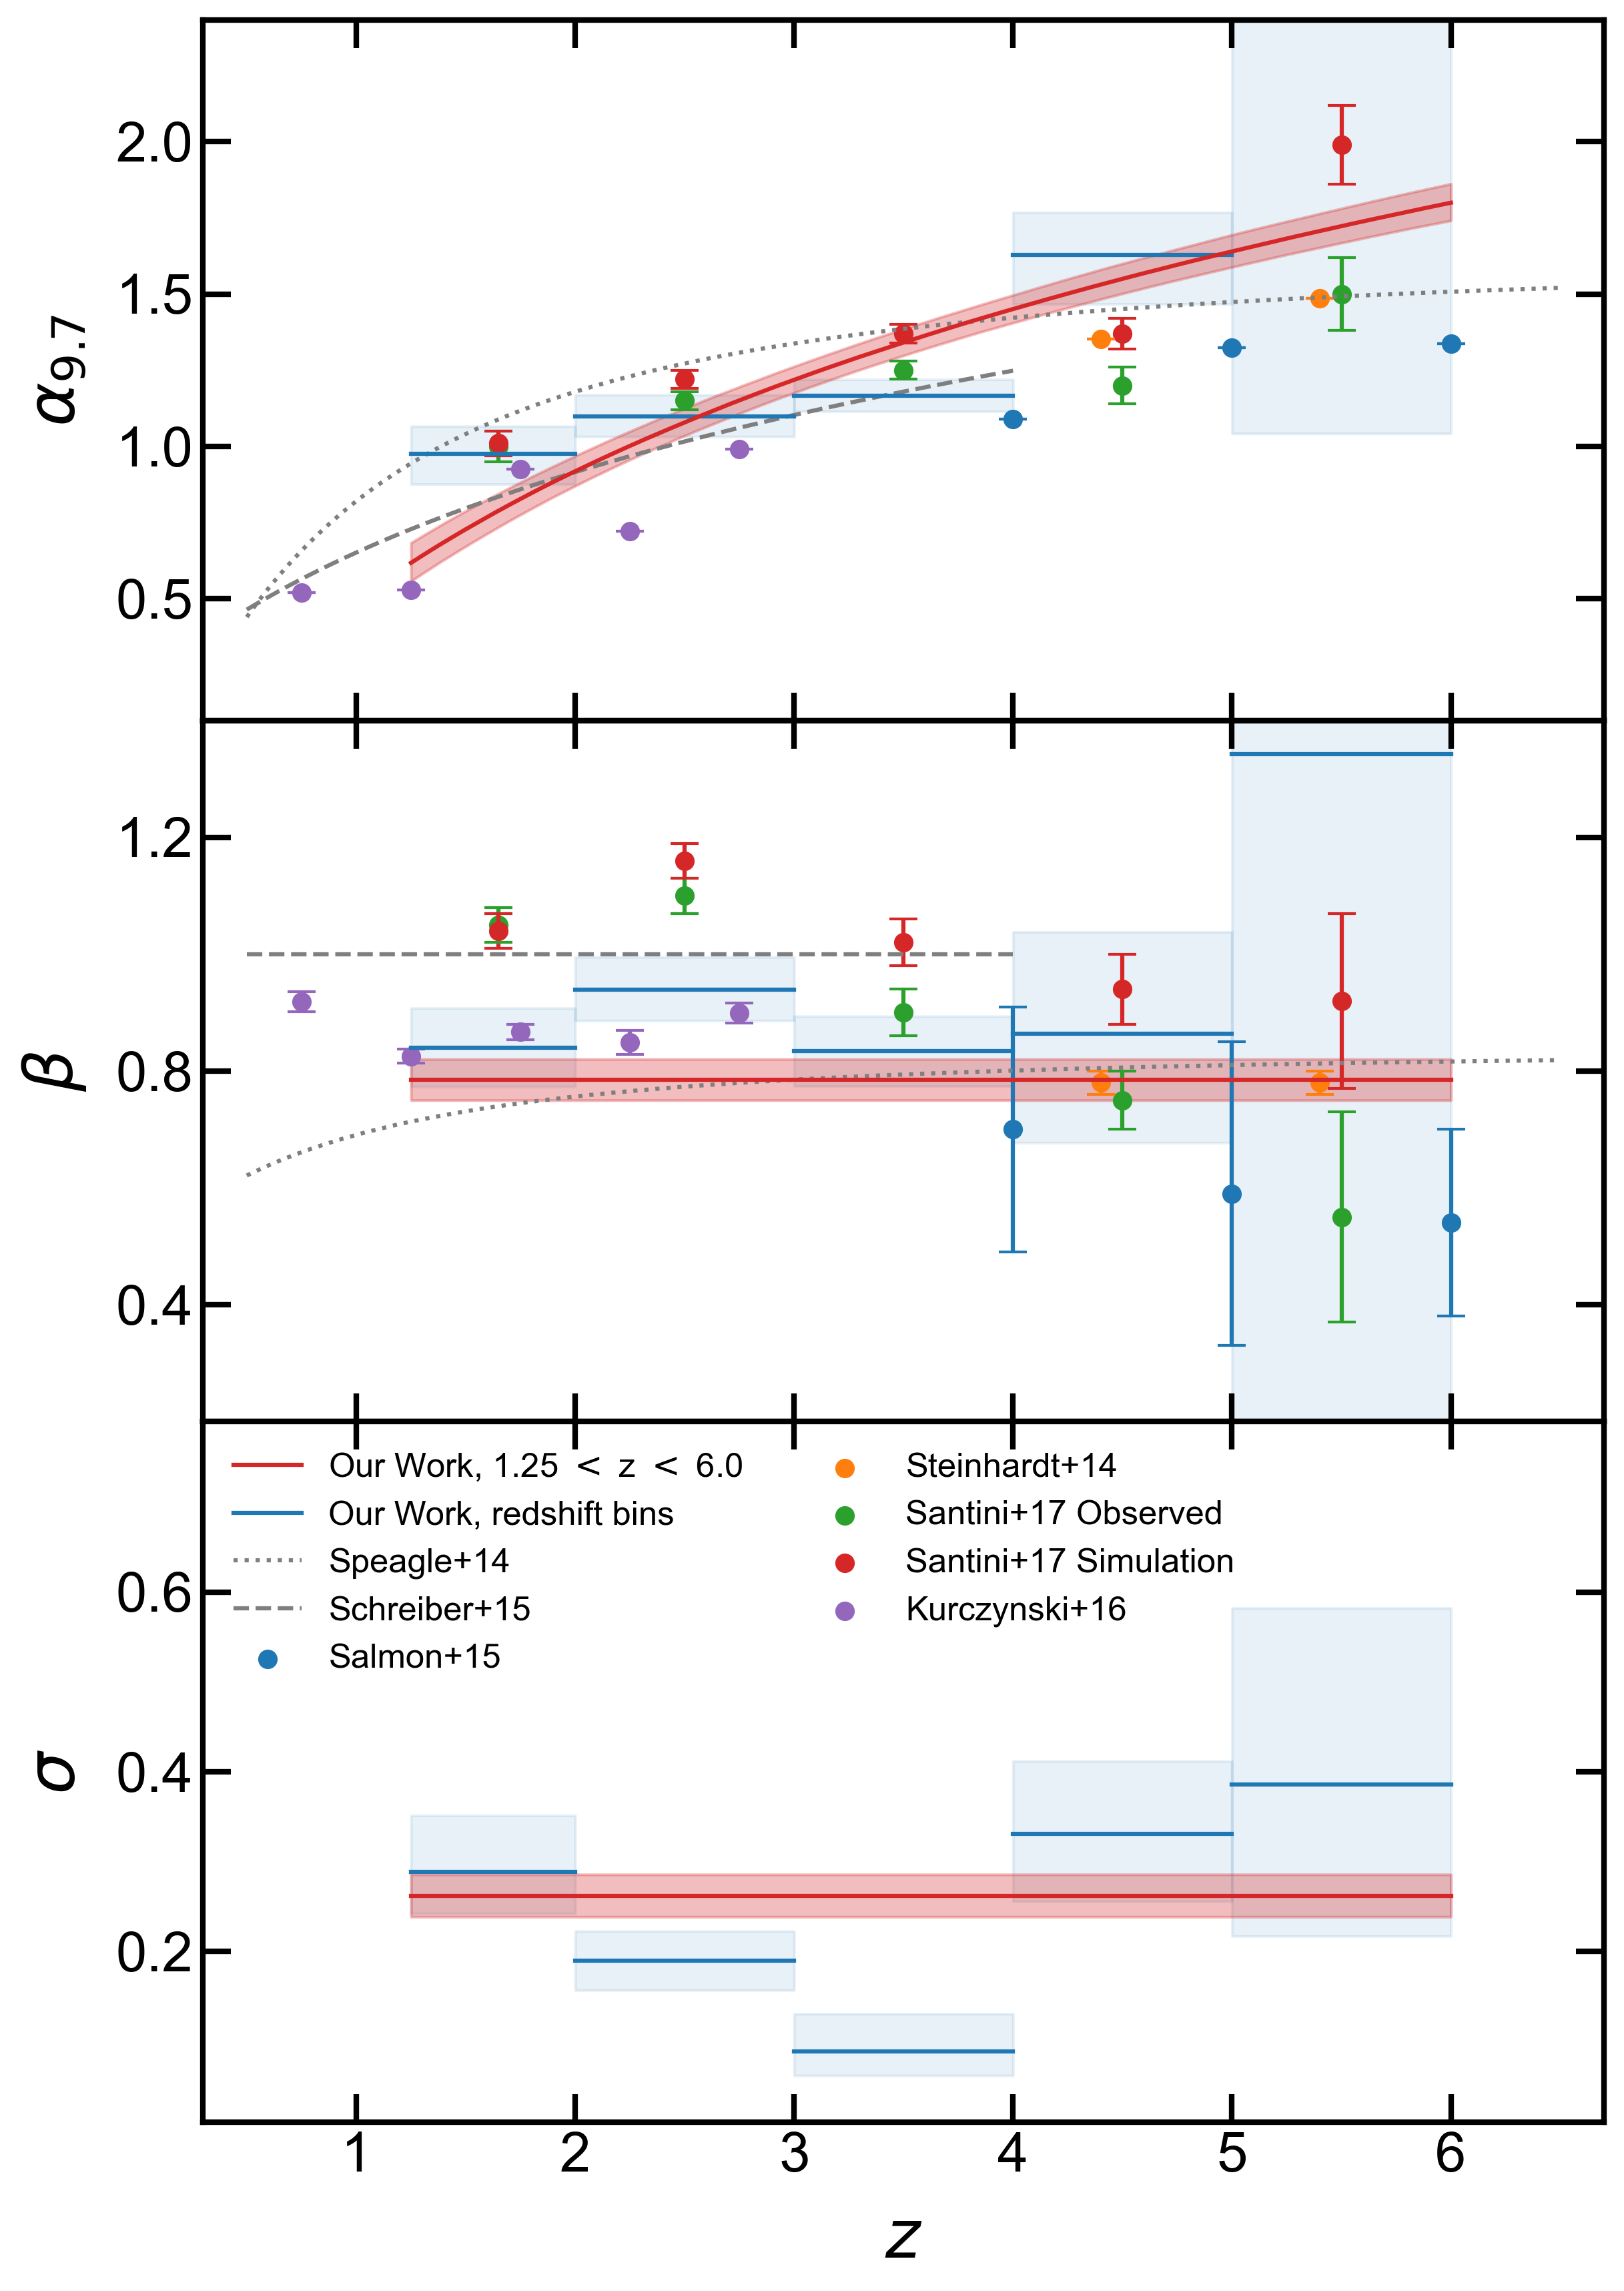 α9.7
2.0
1.5
1.0
0.5
β
1.2
0.8
0.4
σ
0.6
0.4
0.2
Our Work, 1.25 < z < 6.0
Our Work, redshift bins
Speagle+14
Schreiber+15
Salmon+15
Steinhardt+14
Santini+17 Observed
Santini+17 Simulation
Kurczynski+16
1 2 3 4 5 6
z